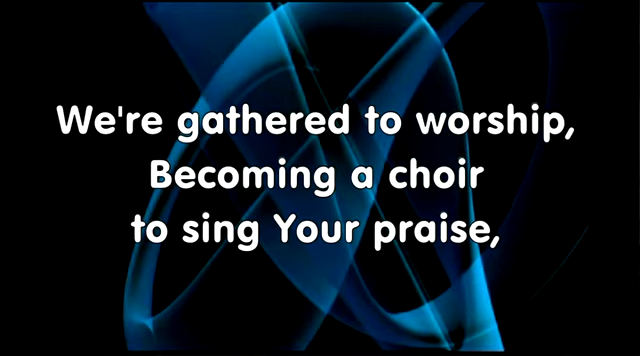 We're gathered to worship,
Becoming a choir
to sing Your praise,